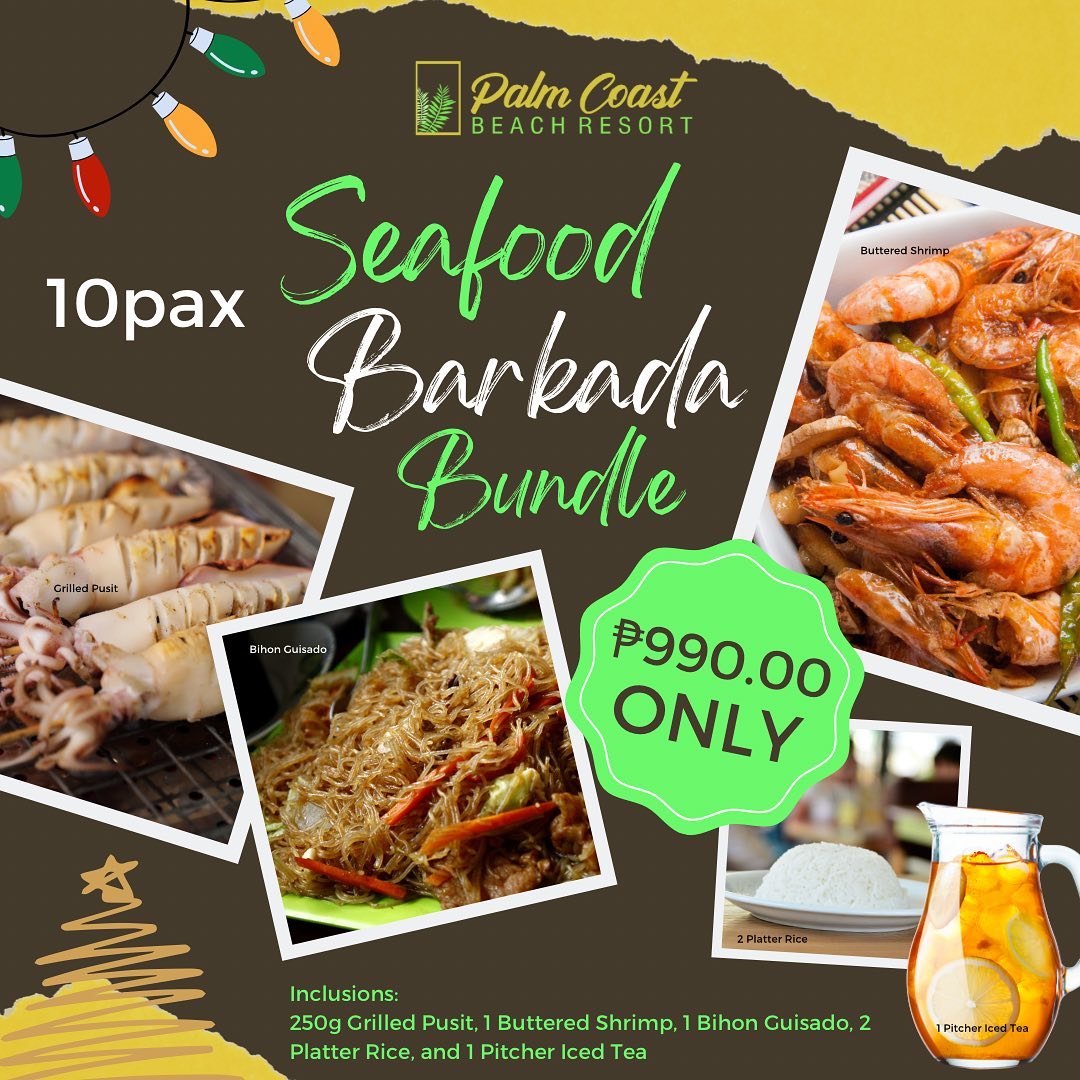 Palm Coast
BEACH RESORT
Seafood
10pax
Barkada
Bundle
Buttered Shrimp
Grilled Pusit
Bihon Guisado
₱990.00
ONLY
2 Platter Rice
1 Pitcher Iced Tea
Inclusions:
250g Grilled Pusit, 1 Buttered Shrimp, 1 Bihon Guisado, 2
Platter Rice, and 1 Pitcher Iced Tea